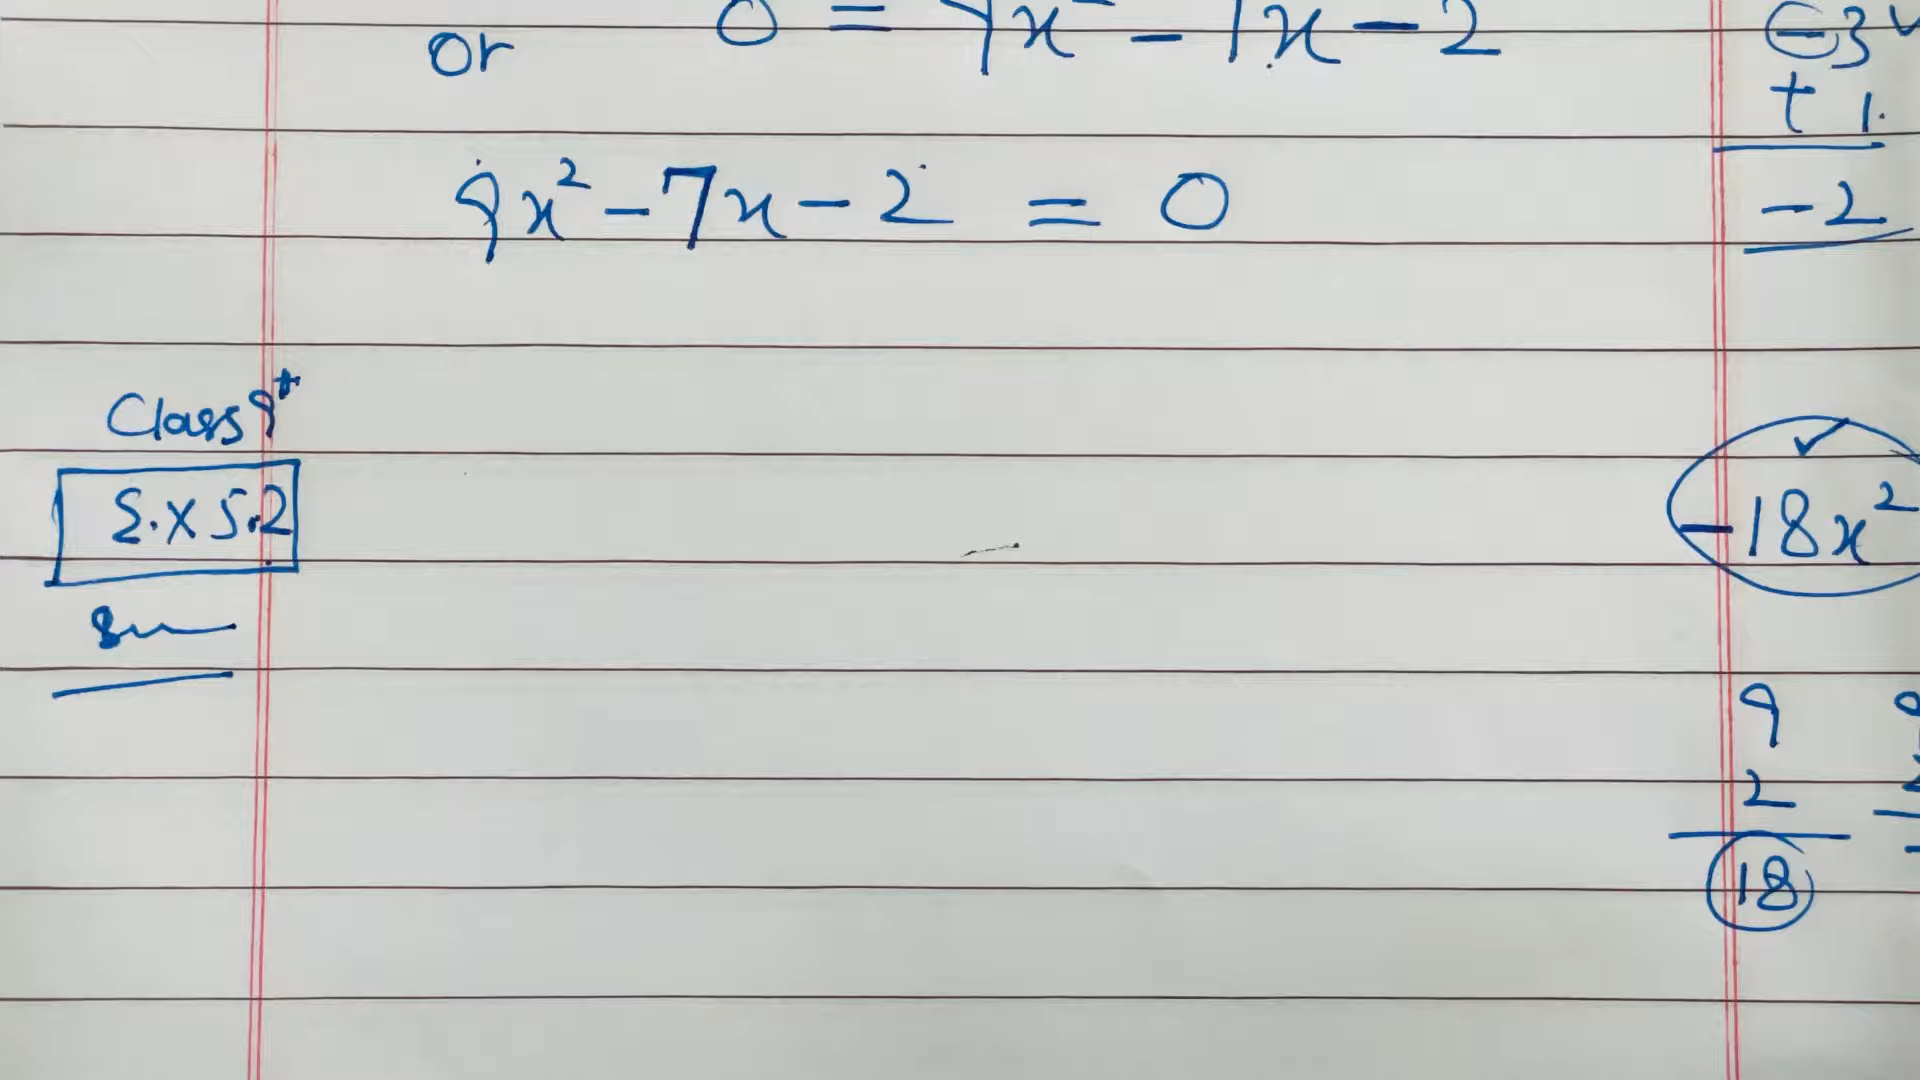 or 0 = 9x² - 7x - 2
9x² - 7x - 2 = 0
Class 9th
E.X 5.2
-3
+ 1.
-2
-18x²
9
2
18